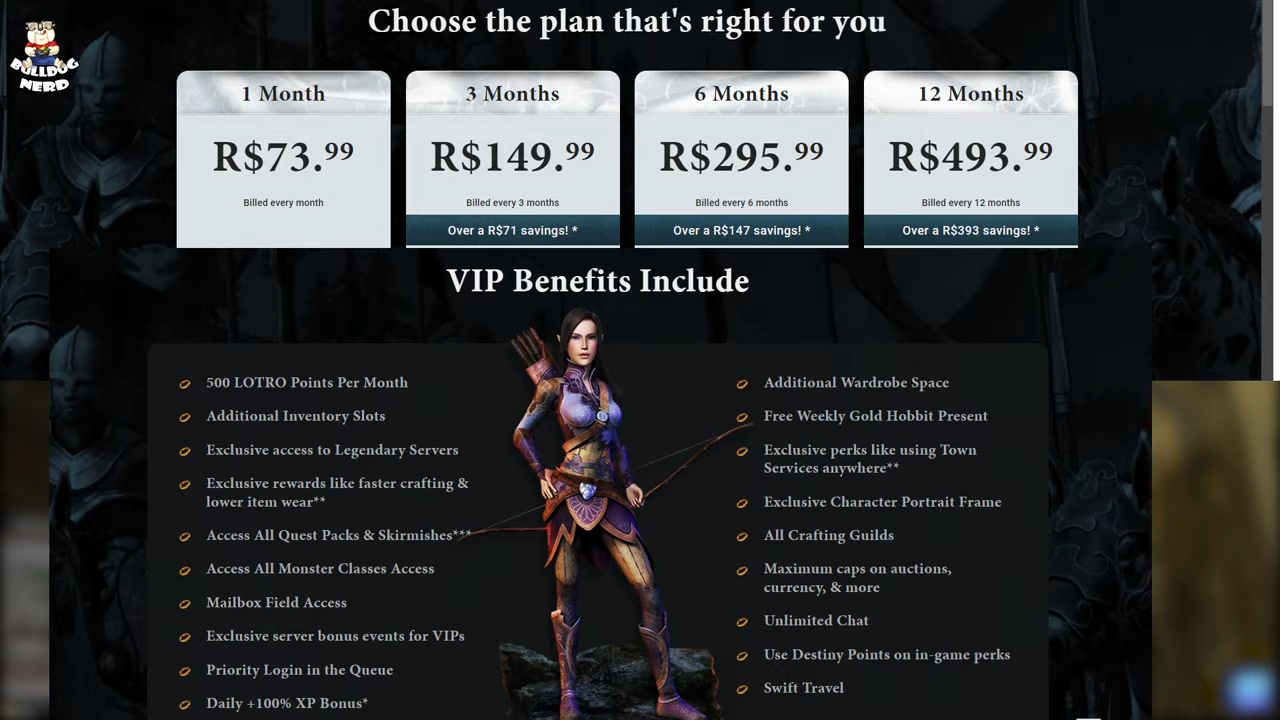 Choose the plan that's right for you
BULLDOG
NERD
1 Month
R$73.99
Billed every month
3 Months
R$149.99
Billed every 3 months
Over a R$71 savings! *
6 Months
R$295.99
Billed every 6 months
Over a R$147 savings! *
12 Months
R$493.99
Billed every 12 months
Over a R$393 savings! *
VIP Benefits Include
500 LOTRO Points Per Month
Additional Inventory Slots
Exclusive access to Legendary Servers
Exclusive rewards like faster crafting &
lower item wear**
Access All Quest Packs & Skirmishes***
Access All Monster Classes Access
Mailbox Field Access
Exclusive server bonus events for VIPs
Priority Login in the Queue
Daily +100% XP Bonus*
Additional Wardrobe Space
Free Weekly Gold Hobbit Present
Exclusive perks like using Town
Services anywhere**
Exclusive Character Portrait Frame
All Crafting Guilds
Maximum caps on auctions,
currency, & more
Unlimited Chat
Use Destiny Points on in-game perks
Swift Travel